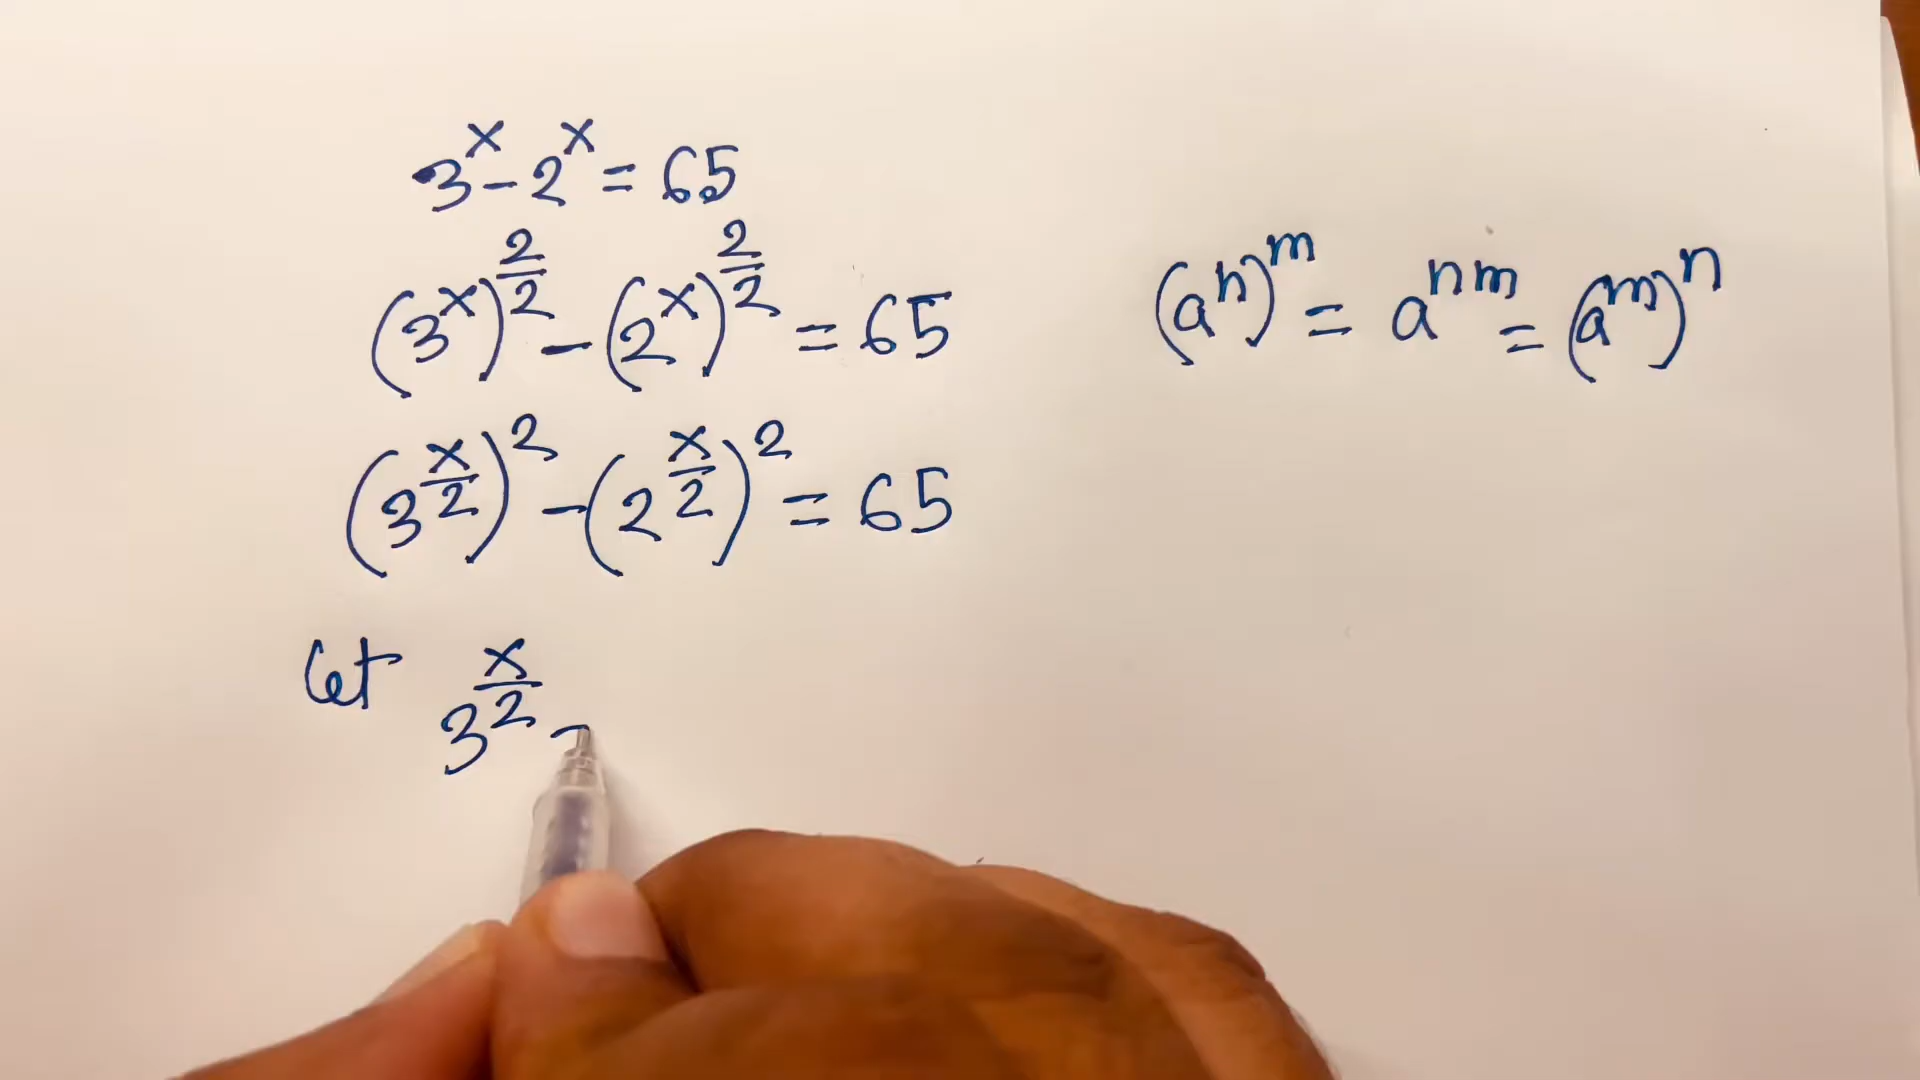 3^x - 2^x = 65
(3^x)^(2/2) - (2^x)^(2/2) = 65
(a^n)^m = a^(nm) = (a^m)^n
(3^(x/2))^2 - (2^(x/2))^2 = 65
Let 3^(x/2) -